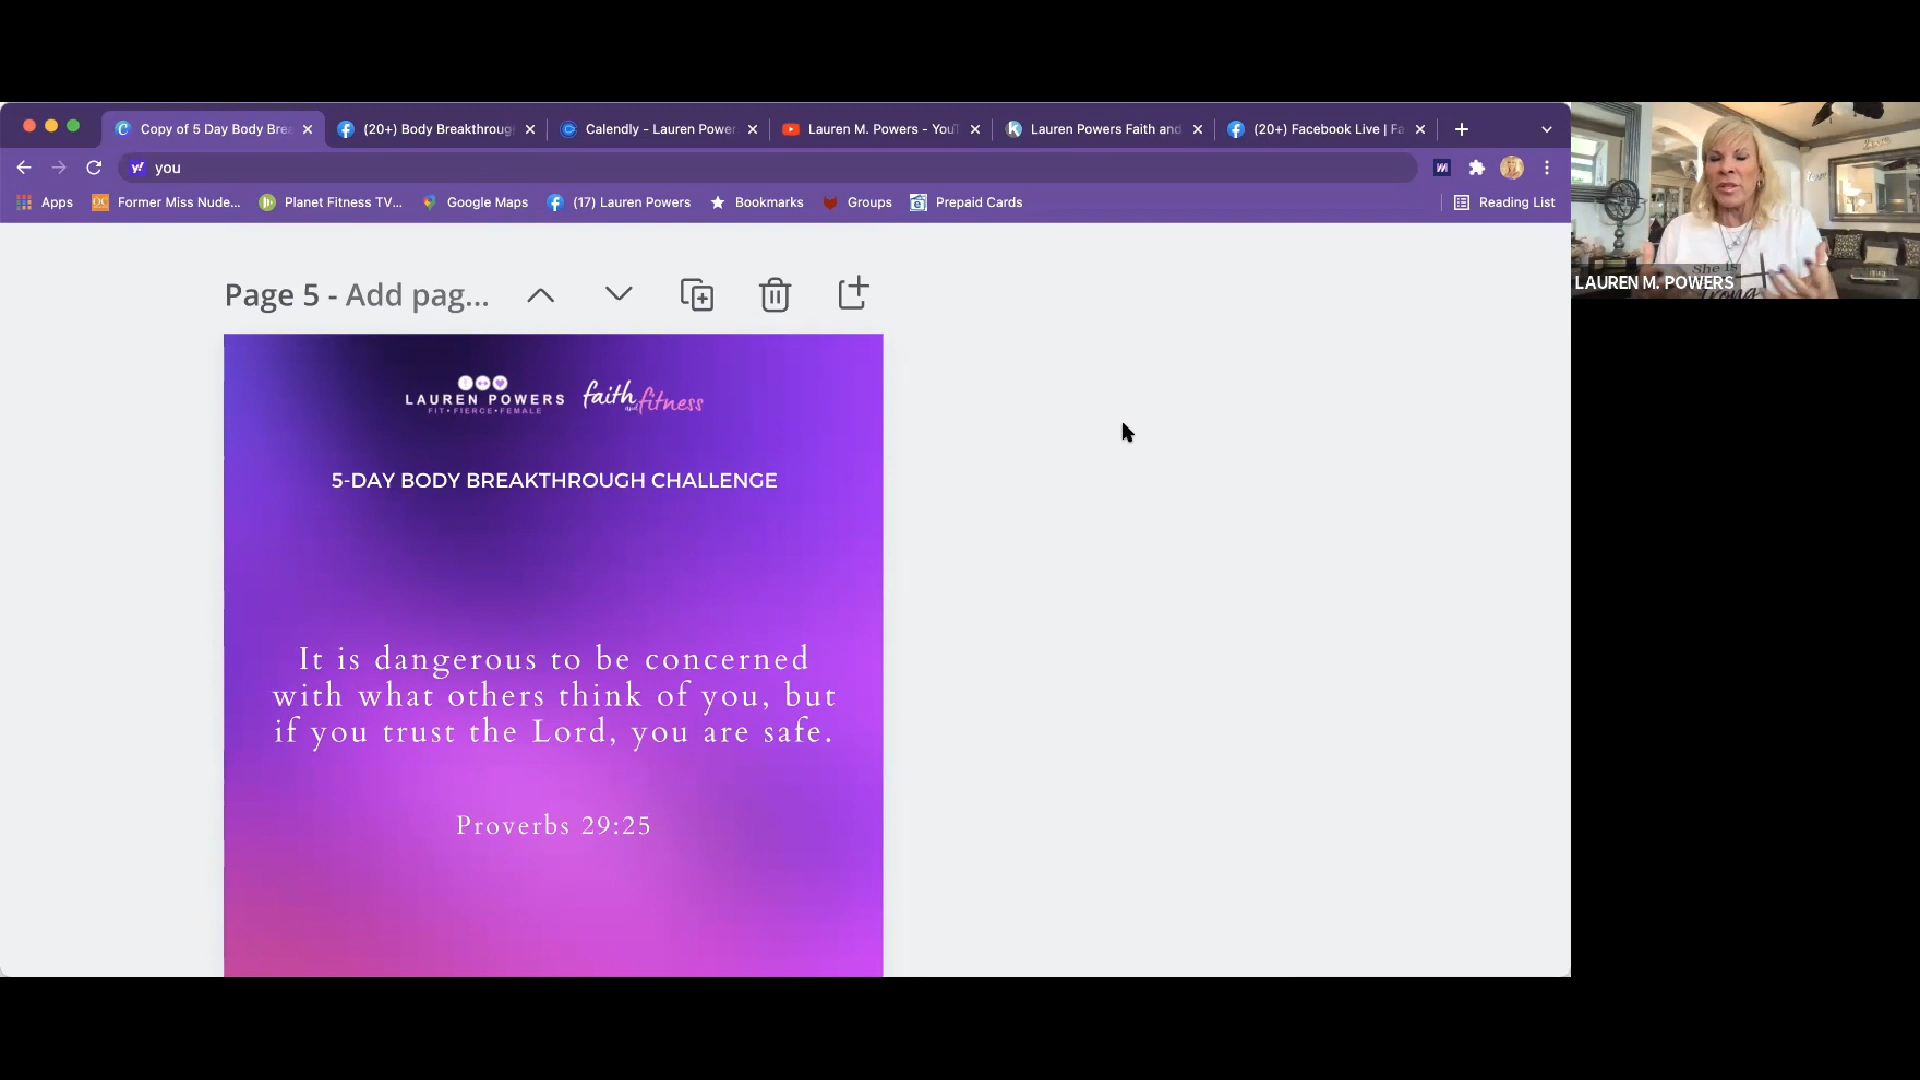 Copy of 5 Day Body Brea
(20+) Body Breakthroug
Calendly - Lauren Power
Lauren M. Powers - YouT
Lauren Powers Faith and
(20+) Facebook Live | Fa
y! you
Apps
Former Miss Nude...
Planet Fitness TV...
Google Maps
(17) Lauren Powers
Bookmarks
Groups
Prepaid Cards
Reading List
Page 5 - Add pag...
LAUREN POWERS
FIT • FIERCE • FEMALE
faith and fitness
5-DAY BODY BREAKTHROUGH CHALLENGE
It is dangerous to be concerned
with what others think of you, but
if you trust the Lord, you are safe.
Proverbs 29:25
She is
LAUREN M. POWERS